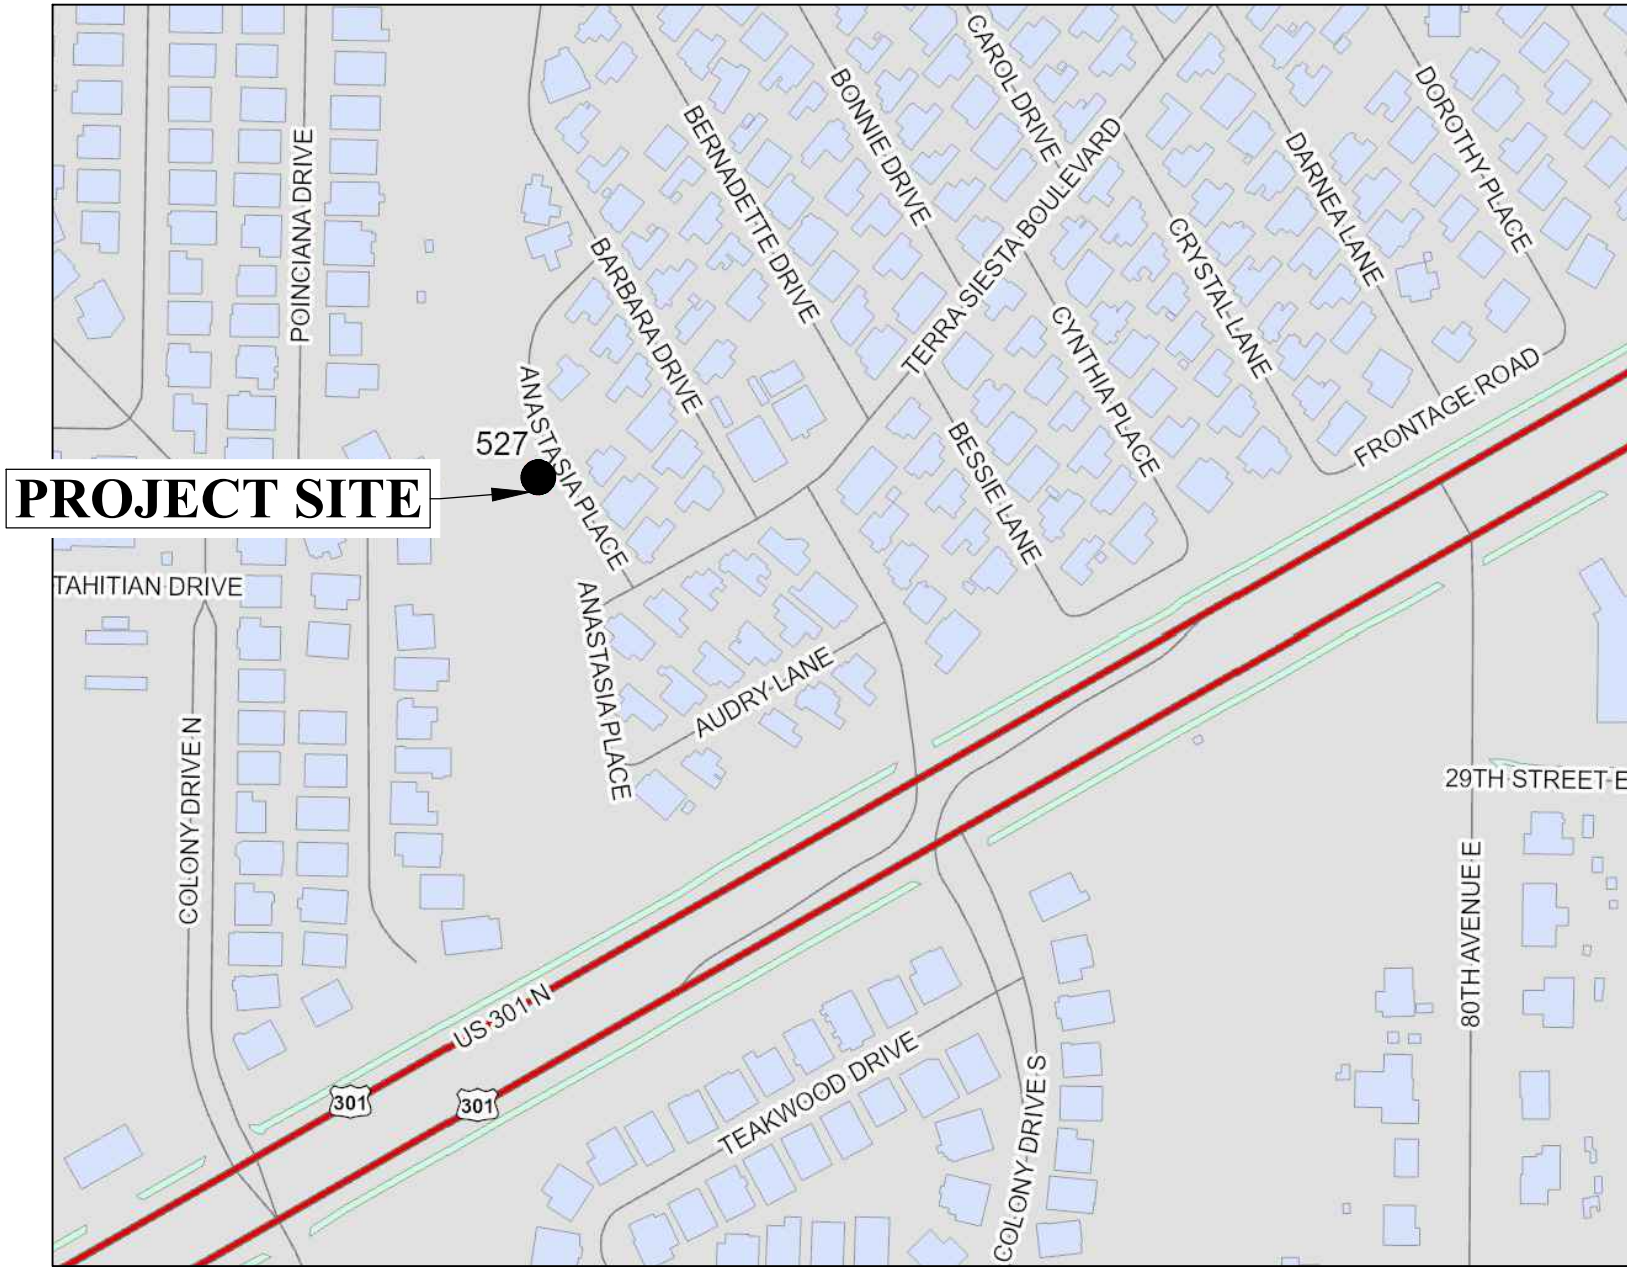 CAROL DRIVE
BONNIE DRIVE
DOROTHY PLACE
BERNADETTE DRIVE
POINCIANA DRIVE
TERRA SIESTA BOULEVARD
DARNEA LANE
CRYSTAL LANE
BARBARA DRIVE
CYNTHIA PLACE
ANASTASIA PLACE
FRONTAGE ROAD
527
BESSIE LANE
PROJECT SITE
TAHITIAN DRIVE
ANASTASIA PLACE
AUDRY LANE
COLONY DRIVE N
29TH STREET E
80TH AVENUE E
US 301 N
301
301
TEAKWOOD DRIVE
COLONY DRIVE S